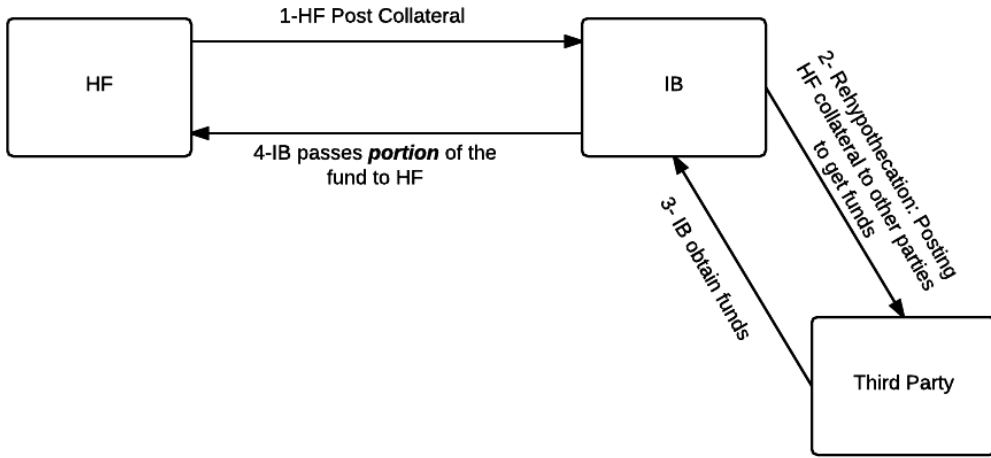 1-HF Post Collateral
HF
IB
4-IB passes portion of the
fund to HF
2- Rehypothecation: Posting
HF collateral to other parties
to get funds
3- IB obtain funds
Third Party